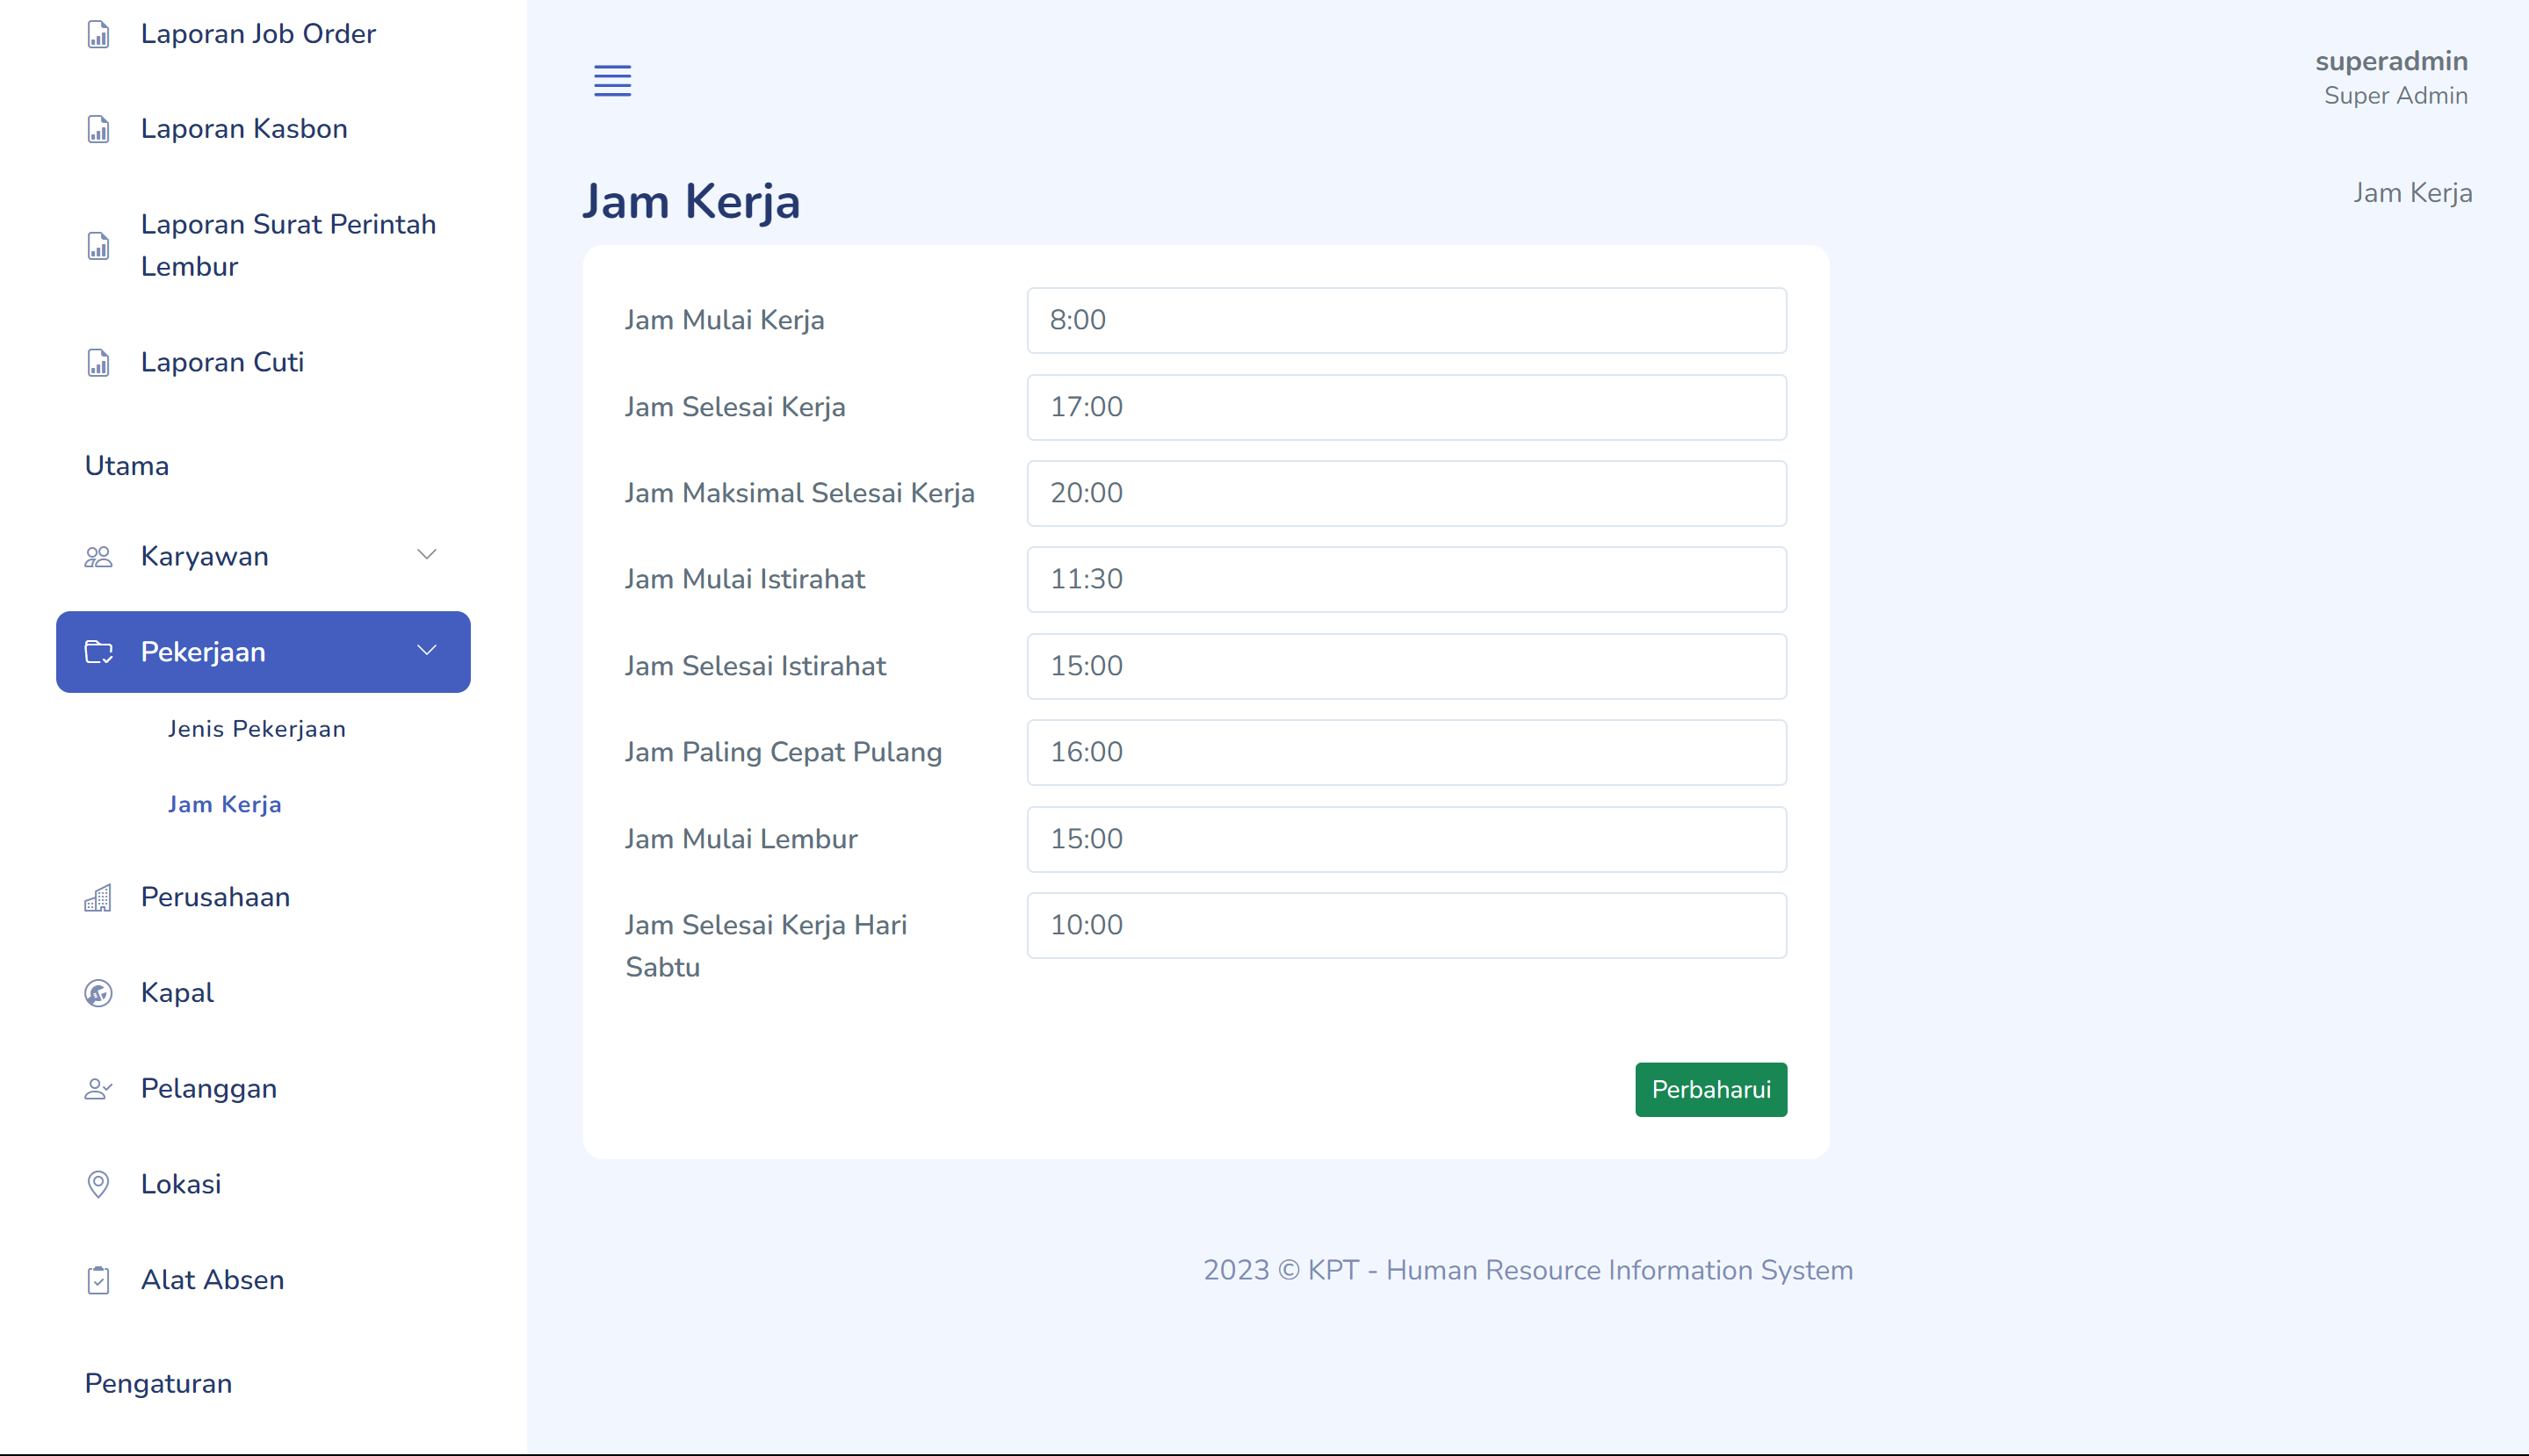 Laporan Job Order
Laporan Kasbon
Laporan Surat Perintah
Lembur
Laporan Cuti
Utama
Karyawan
Pekerjaan
Jenis Pekerjaan
Jam Kerja
Perusahaan
Kapal
Pelanggan
Lokasi
Alat Absen
Pengaturan
superadmin
Super Admin
Jam Kerja
Jam Kerja
Jam Mulai Kerja 8:00
Jam Selesai Kerja 17:00
Jam Maksimal Selesai Kerja 20:00
Jam Mulai Istirahat 11:30
Jam Selesai Istirahat 15:00
Jam Paling Cepat Pulang 16:00
Jam Mulai Lembur 15:00
Jam Selesai Kerja Hari 10:00
Sabtu
Perbaharui
2023 © KPT - Human Resource Information System